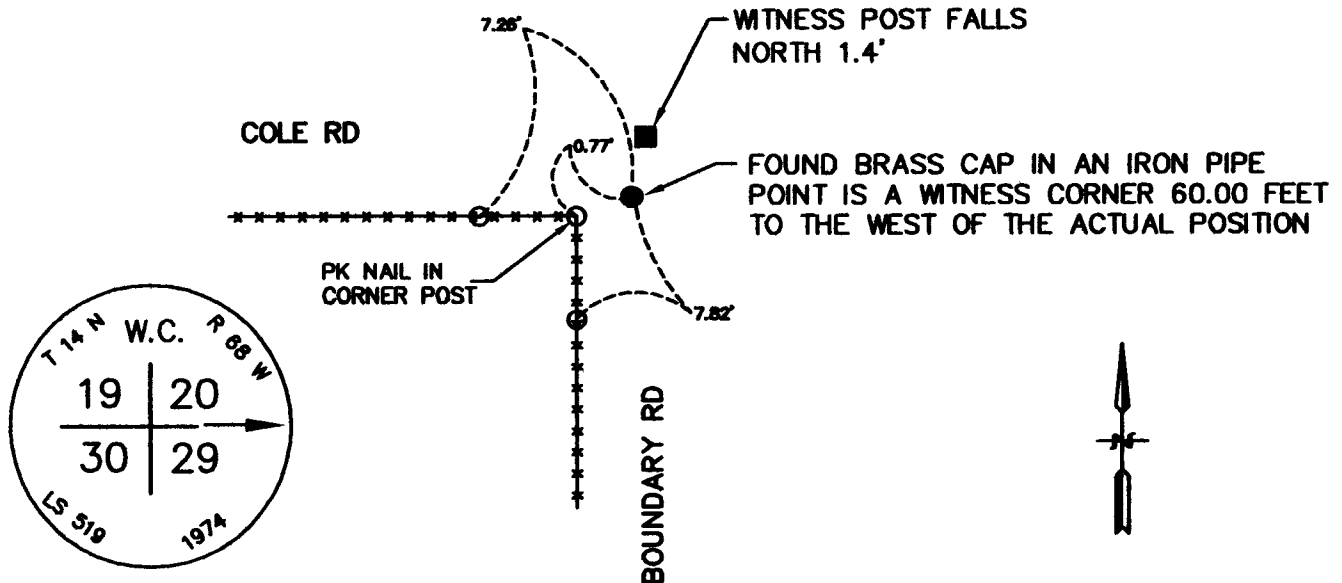 7.26'
WITNESS POST FALLS
NORTH 1.4'
COLE RD
0.77'
FOUND BRASS CAP IN AN IRON PIPE
POINT IS A WITNESS CORNER 60.00 FEET
TO THE WEST OF THE ACTUAL POSITION
PK NAIL IN
CORNER POST
7.82'
T 14 N
W.C.
R 66 W
19 20
30 29
LS 519
1974
BOUNDARY RD
N